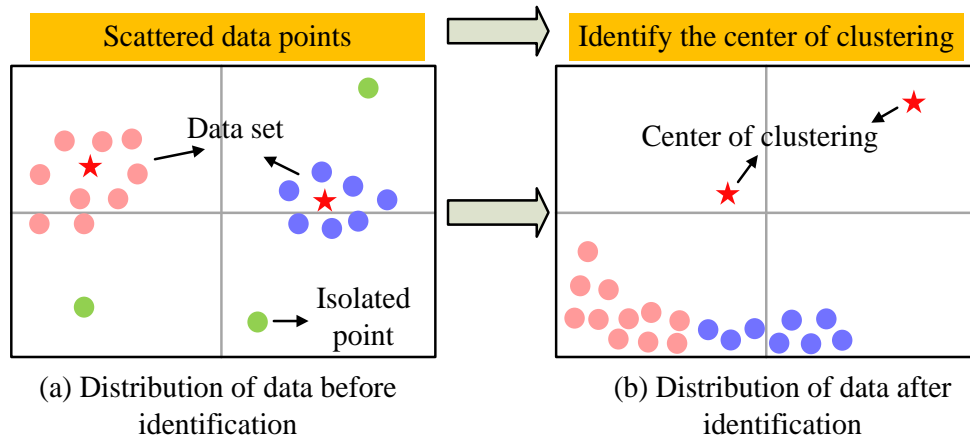 Scattered data points
Identify the center of clustering
Data set
Isolated
point
Center of clustering
(a) Distribution of data before
identification
(b) Distribution of data after
identification